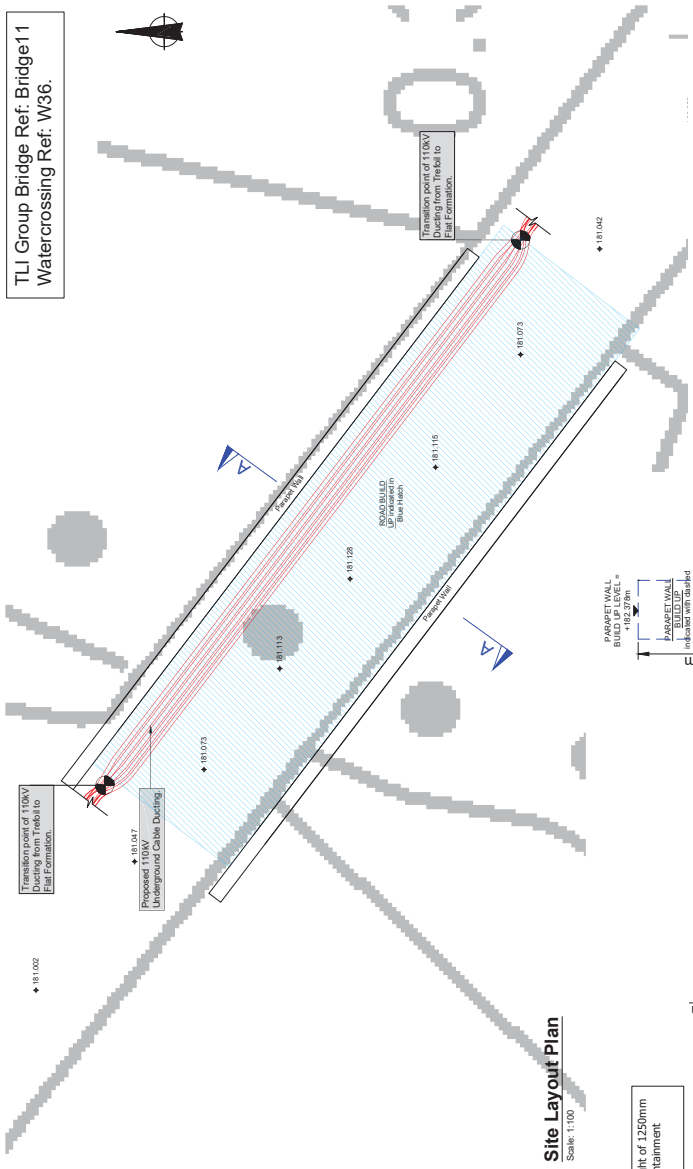 TLI Group Bridge Ref: Bridge11
Watercrossing Ref: W36.
Transition point of 110kV
Ducting from Trefoil to
Flat Formation.
181.042
181.073
181.115
A
Parapet Wall
ROAD BUILD
UP indicated in
Blue Hatch
181.128
181.113
Parapet Wall
A
181.073
Transition point of 110kV
Ducting from Trefoil to
Flat Formation.
181.047
Proposed 110kV
Underground Cable Ducting.
181.002
PARAPET WALL
BUILD UP LEVEL =
+182.378m
PARAPET WALL
BUILD UP
indicated with dashed
Site Layout Plan
Scale: 1:100
ht of 1250mm
tainment